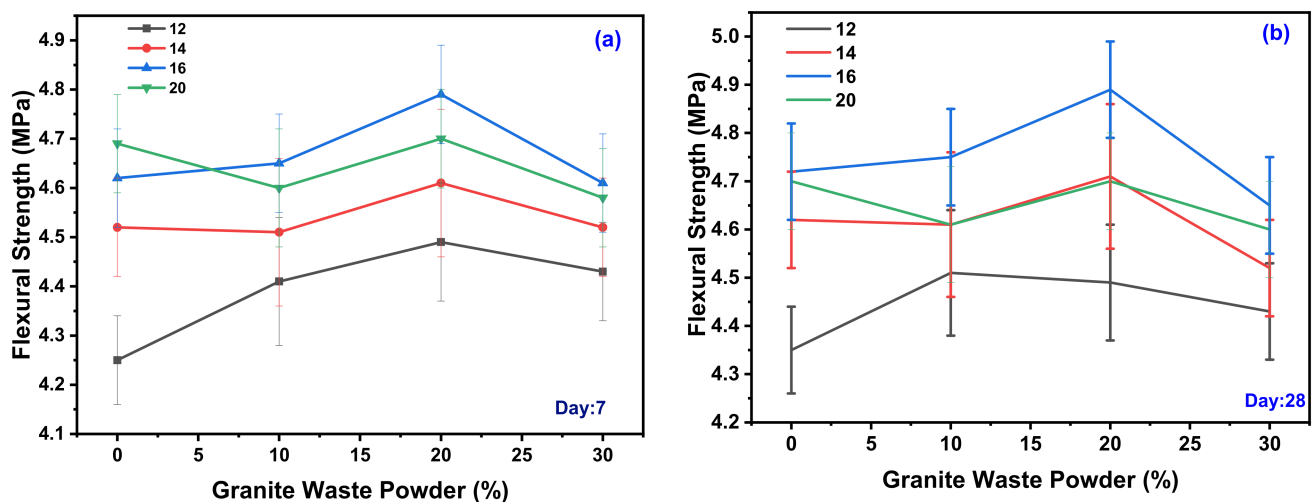 12
14
16
20
(a)
4.9
4.8
4.7
4.6
4.5
4.4
4.3
4.2
4.1
Flexural Strength (MPa)
Day:7
0 5 10 15 20 25 30
Granite Waste Powder (%)
12
14
16
20
(b)
5.0
4.9
4.8
4.7
4.6
4.5
4.4
4.3
4.2
Flexural Strength (MPa)
Day:28
0 5 10 15 20 25 30
Granite Waste Powder (%)